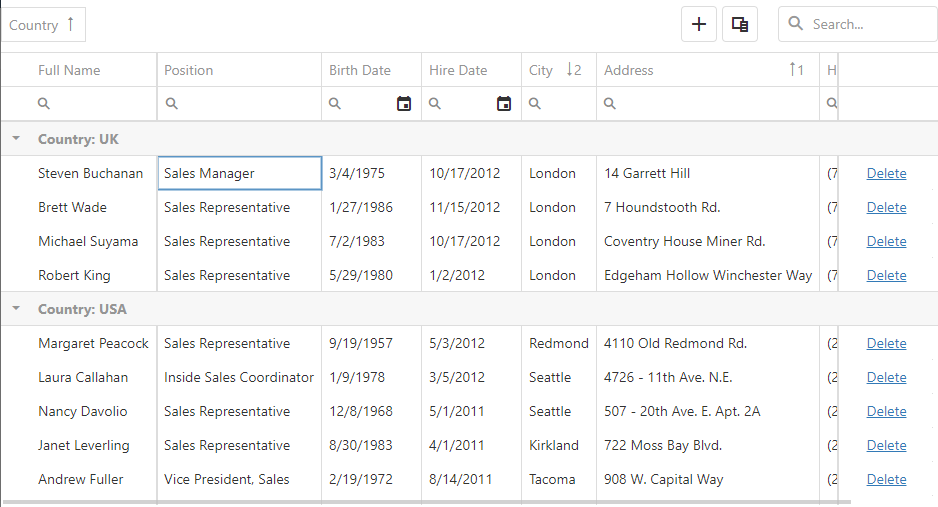 Country ↑ Search...
Full Name Position Birth Date Hire Date City ↓2 Address ↑1 H
Country: UK
Steven Buchanan Sales Manager 3/4/1975 10/17/2012 London 14 Garrett Hill (7 Delete
Brett Wade Sales Representative 1/27/1986 11/15/2012 London 7 Houndstooth Rd. (7 Delete
Michael Suyama Sales Representative 7/2/1983 10/17/2012 London Coventry House Miner Rd. (7 Delete
Robert King Sales Representative 5/29/1980 1/2/2012 London Edgeham Hollow Winchester Way (7 Delete
Country: USA
Margaret Peacock Sales Representative 9/19/1957 5/3/2012 Redmond 4110 Old Redmond Rd. (2 Delete
Laura Callahan Inside Sales Coordinator 1/9/1978 3/5/2012 Seattle 4726 - 11th Ave. N.E. (2 Delete
Nancy Davolio Sales Representative 12/8/1968 5/1/2011 Seattle 507 - 20th Ave. E. Apt. 2A (2 Delete
Janet Leverling Sales Representative 8/30/1983 4/1/2011 Kirkland 722 Moss Bay Blvd. (2 Delete
Andrew Fuller Vice President, Sales 2/19/1972 8/14/2011 Tacoma 908 W. Capital Way (2 Delete